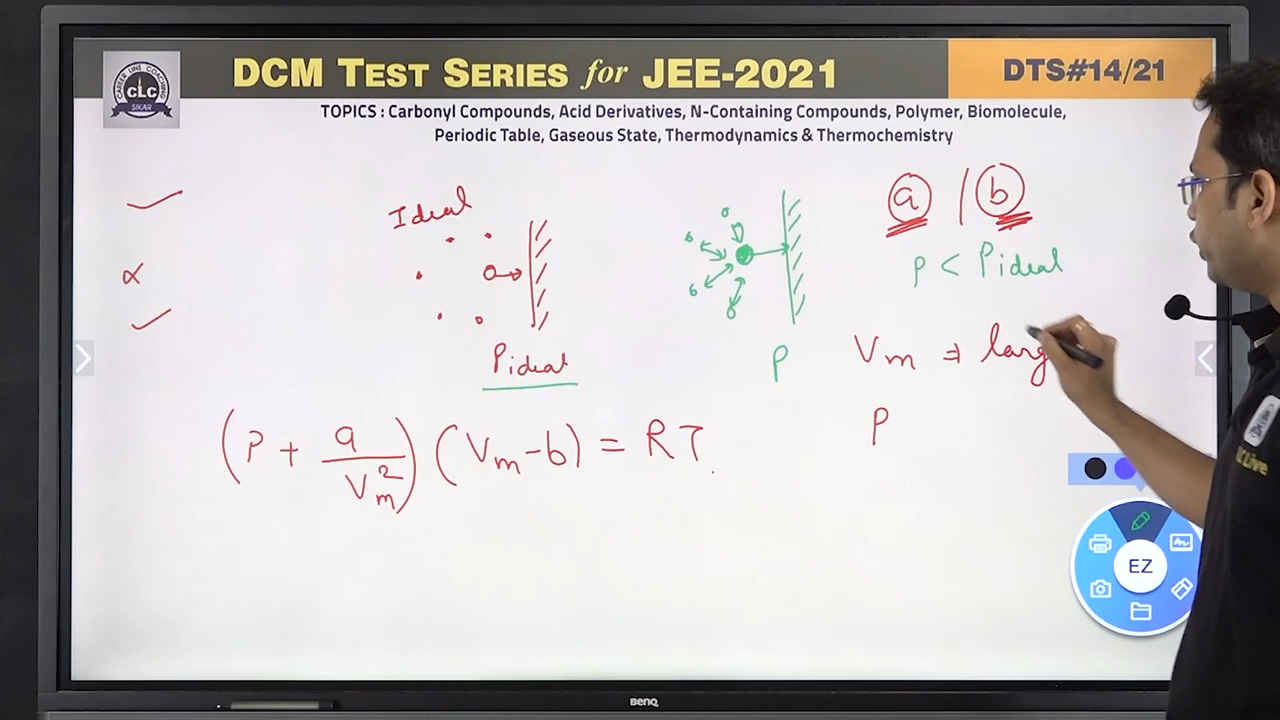 DCM TEST SERIES for JEE-2021
DTS#14/21
CAREER LINE COACHING
CLC
SIKAR
TOPICS : Carbonyl Compounds, Acid Derivatives, N-Containing Compounds, Polymer, Biomolecule,
Periodic Table, Gaseous State, Thermodynamics & Thermochemistry
Ideal
a / b
P < Pideal
α
Pideal
P
Vm ⇒ larg
(P + a/Vm²) (Vm - b) = RT.
P
EZ
Live
BENQ